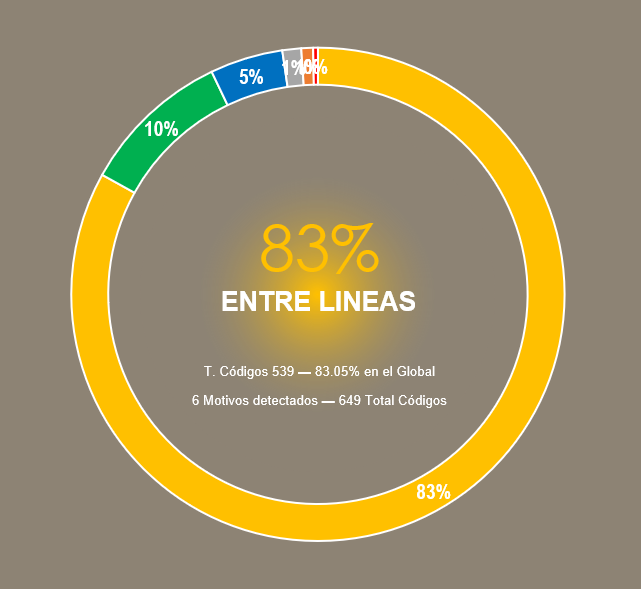 5%
1%
10%
83%
ENTRE LINEAS
T. Códigos 539 — 83.05% en el Global
6 Motivos detectados — 649 Total Códigos
83%